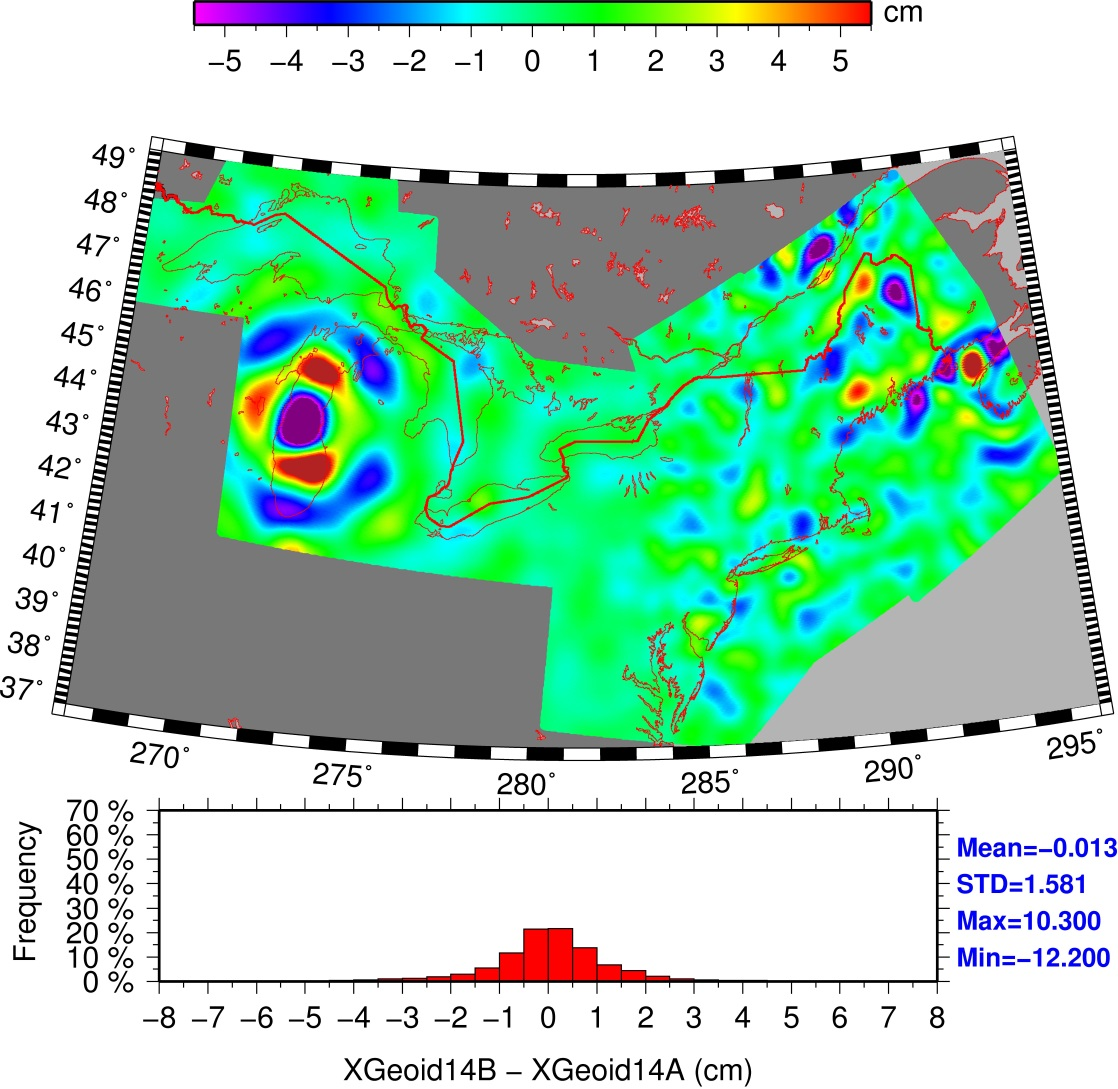 cm
−5 −4 −3 −2 −1 0 1 2 3 4 5
49°
48°
47°
46°
45°
44°
43°
42°
41°
40°
39°
38°
37°
270° 275° 280° 285° 290° 295°
Frequency
70 %
60 %
50 %
40 %
30 %
20 %
10 %
0 %
Mean=−0.013
STD=1.581
Max=10.300
Min=−12.200
−8 −7 −6 −5 −4 −3 −2 −1 0 1 2 3 4 5 6 7 8
XGeoid14B − XGeoid14A (cm)